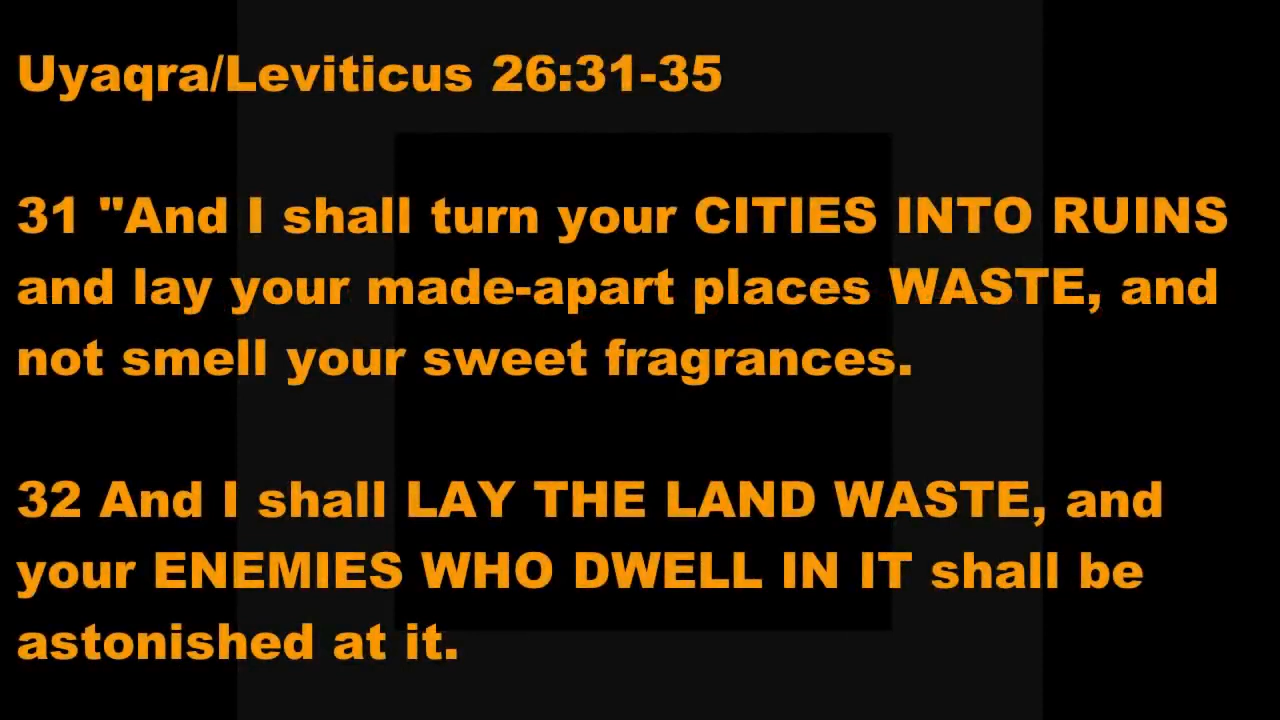 Uyaqra/Leviticus 26:31-35
31 "And I shall turn your CITIES INTO RUINS
and lay your made-apart places WASTE, and
not smell your sweet fragrances.
32 And I shall LAY THE LAND WASTE, and
your ENEMIES WHO DWELL IN IT shall be
astonished at it.